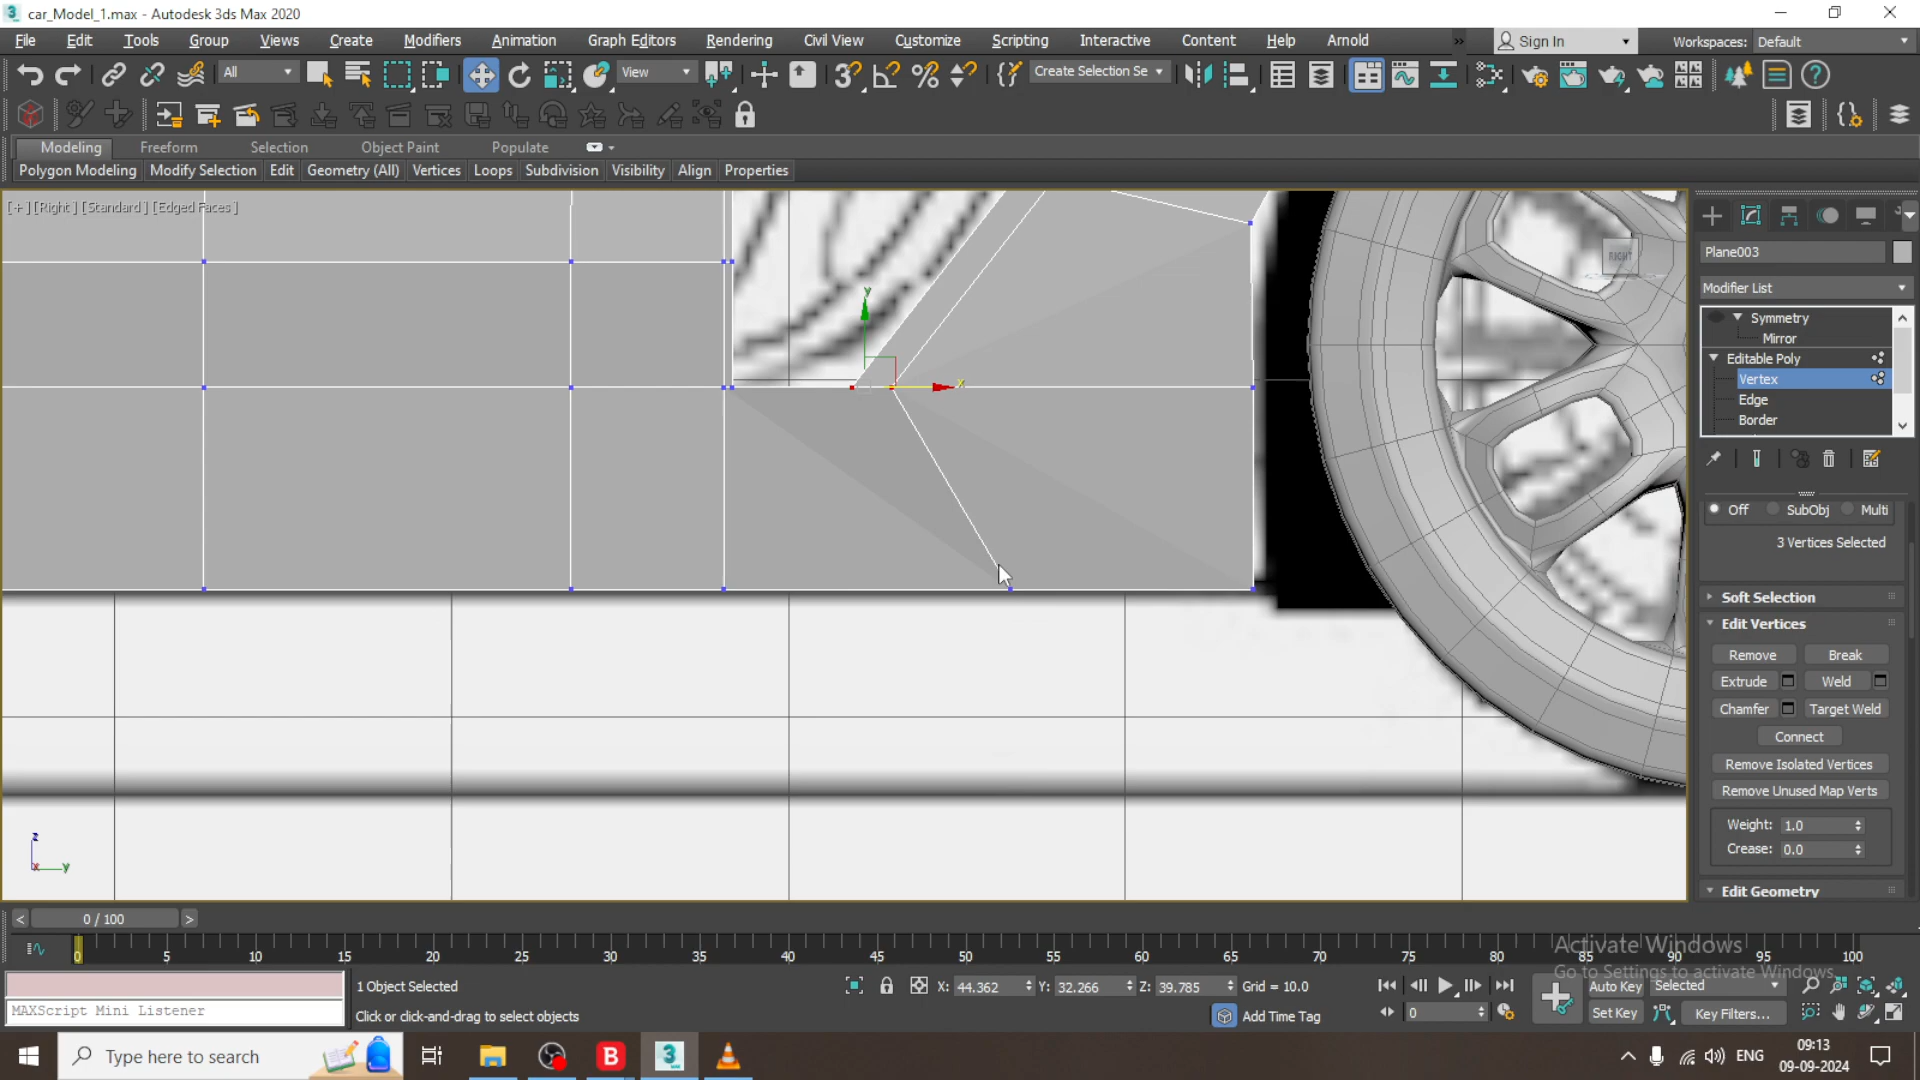 car_Model_1.max - Autodesk 3ds Max 2020
File Edit Tools Group Views Create Modifiers Animation Graph Editors Rendering Civil View Customize Scripting Interactive Content Help Arnold Sign In Workspaces: Default
All View Create Selection Se
Modeling Freeform Selection Object Paint Populate
Polygon Modeling Modify Selection Edit Geometry (All) Vertices Loops Subdivision Visibility Align Properties
[+][Right][Standard][Edged Faces]
RIGHT
y
x
z
x y
Plane003
Modifier List
Symmetry
Mirror
Editable Poly
Vertex
Edge
Border
Off SubObj Multi
3 Vertices Selected
Soft Selection
Edit Vertices
Remove Break
Extrude Weld
Chamfer Target Weld
Connect
Remove Isolated Vertices
Remove Unused Map Verts
Weight: 1.0
Crease: 0.0
Edit Geometry
< 0 / 100 >
0 5 10 15 20 25 30 35 40 45 50 55 60 65 70 75 80 85 90 95 100
Activate Windows
Go to Settings to activate Windows.
1 Object Selected X: 44.362 Y: 32.266 Z: 39.785 Grid = 10.0 Auto Key Selected
MAXScript Mini Listener Click or click-and-drag to select objects Add Time Tag 0 Set Key Key Filters...
Type here to search ENG 09:13
09-09-2024